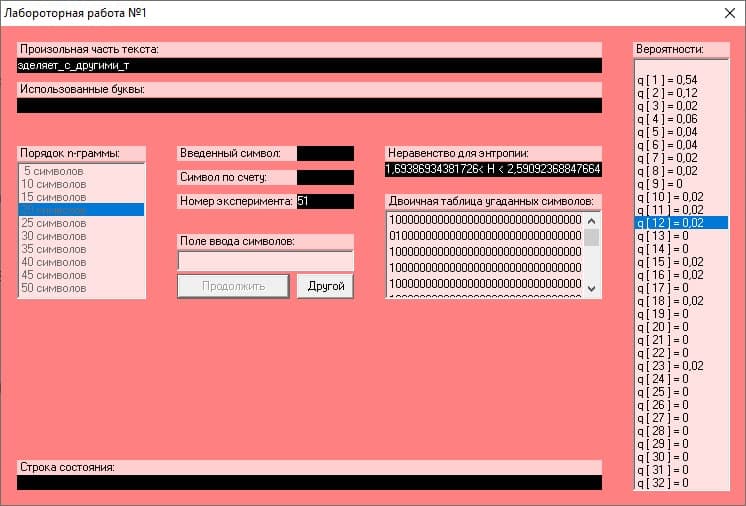 Лабороторная работа №1
Произольная часть текста:
зделяет_с_другими_т
Использованные буквы:
Порядок n-граммы:
5 символов
10 символов
15 символов
25 символов
30 символов
35 символов
40 символов
45 символов
50 символов
Введенный символ:
Символ по счету:
Номер эксперимента: 51
Поле ввода символов:
Продолжить
Другой
Неравенство для энтропии:
1,69386934381726< H < 2,59092368847664
Двоичная таблица угаданных символов:
10000000000000000000000000000000
01000000000000000000000000000000
10000000000000000000000000000000
10000000000000000000000000000000
10000000000000000000000000000000
Строка состояния:
Вероятности:
q [ 1 ] = 0,54
q [ 2 ] = 0,12
q [ 3 ] = 0,02
q [ 4 ] = 0,06
q [ 5 ] = 0,04
q [ 6 ] = 0,04
q [ 7 ] = 0,02
q [ 8 ] = 0,02
q [ 9 ] = 0
q [ 10 ] = 0,02
q [ 11 ] = 0,02
q [ 12 ] = 0,02
q [ 13 ] = 0
q [ 14 ] = 0
q [ 15 ] = 0,02
q [ 16 ] = 0,02
q [ 17 ] = 0
q [ 18 ] = 0,02
q [ 19 ] = 0
q [ 20 ] = 0
q [ 21 ] = 0
q [ 22 ] = 0
q [ 23 ] = 0,02
q [ 24 ] = 0
q [ 25 ] = 0
q [ 26 ] = 0
q [ 27 ] = 0
q [ 28 ] = 0
q [ 29 ] = 0
q [ 30 ] = 0
q [ 31 ] = 0
q [ 32 ] = 0